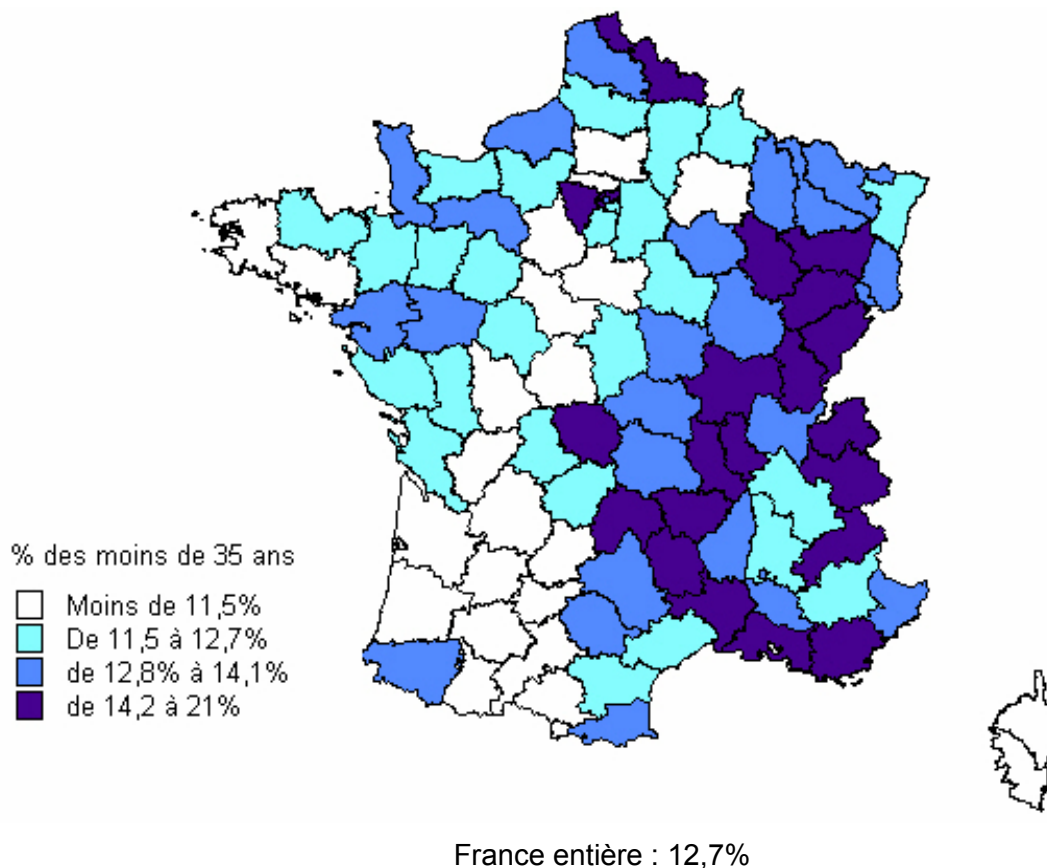 % des moins de 35 ans
Moins de 11,5%
De 11,5 à 12,7%
de 12,8% à 14,1%
de 14,2 à 21%
France entière : 12,7%